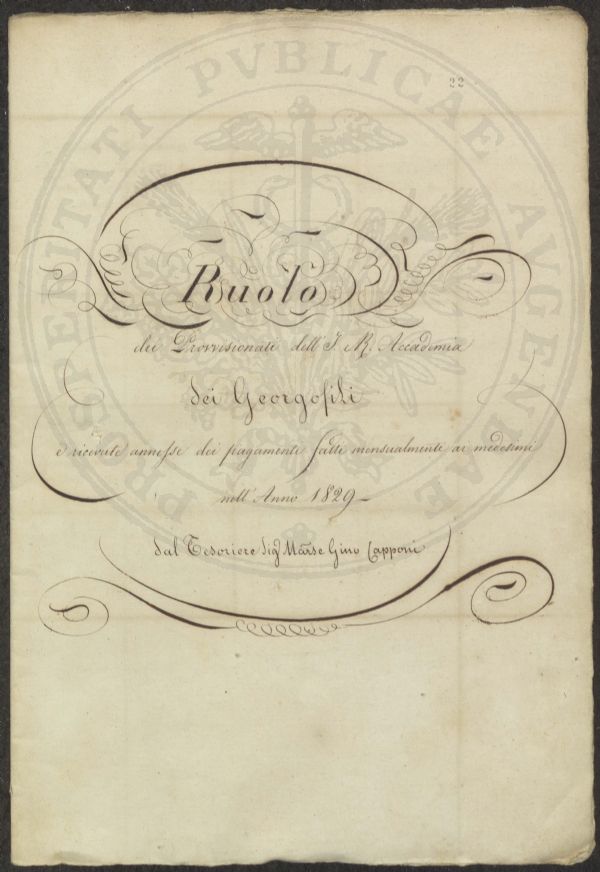 PROSPERITATI PVBLICAE AVGENDAE
22
Ruolo
dei Provvisionati dell'I. R. Accademia
dei Georgofili
e ricevute annesse dei pagamenti fatti mensualmente ai medesimi
nell'Anno 1829 -
dal Tesoriere Sig Marse Gino Capponi